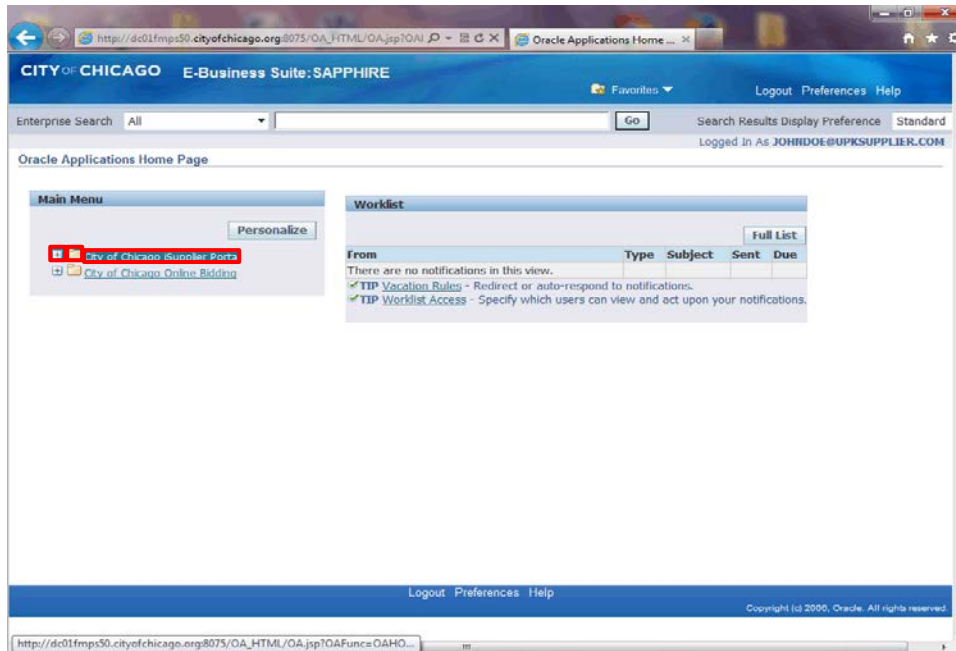 http://dc01fmps50.cityofchicago.org:8075/OA_HTML/OA.jsp?OAI
Oracle Applications Home ...
CITY OF CHICAGO E-Business Suite:SAPPHIRE
Favorites
Logout Preferences Help
Enterprise Search All Go Search Results Display Preference Standard
Logged In As JOHNDOE@UPKSUPPLIER.COM
Oracle Applications Home Page
Main Menu
Personalize
City of Chicago iSupplier Porta
City of Chicago Online Bidding
Worklist
Full List
From Type Subject Sent Due
There are no notifications in this view.
TIP Vacation Rules - Redirect or auto-respond to notifications.
TIP Worklist Access - Specify which users can view and act upon your notifications.
Logout Preferences Help
Copyright (c) 2006, Oracle. All rights reserved.
http://dc01fmps50.cityofchicago.org:8075/OA_HTML/OA.jsp?OAFunc=OAHO...